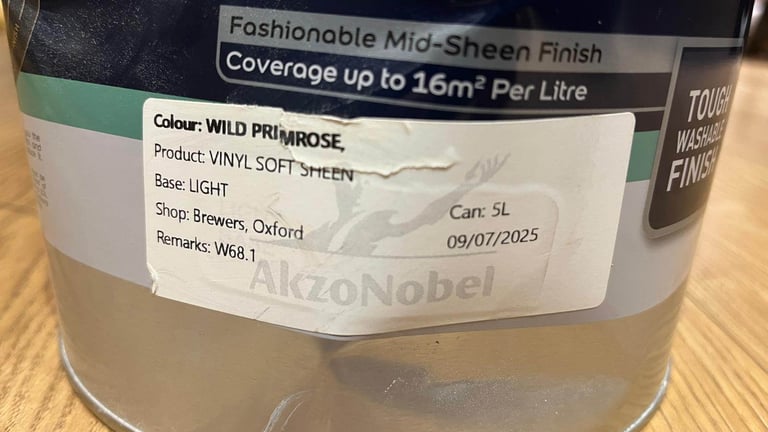 Fashionable Mid-Sheen Finish
Coverage up to 16m² Per Litre
TOUGH
WASHABLE
FINISH
Colour: WILD PRIMROSE,
Product: VINYL SOFT SHEEN
Base: LIGHT
Shop: Brewers, Oxford
Remarks: W68.1
Can: 5L
09/07/2025
AkzoNobel